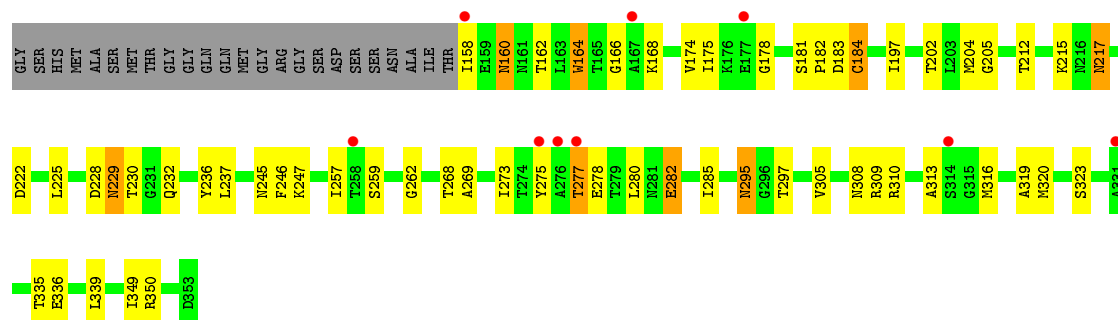 GLY SER HIS MET ALA SER MET THR GLY GLY GLN GLN MET GLY ARG GLY SER ASP SER SER ASN ALA ILE THR I158 E159 N160 N161 T162 L163 W164 T165 G166 A167 K168 V174 I175 K176 E177 G178 S181 P182 D183 C184 I197 T202 L203 M204 G205 T212 K215 N216 N217
D222 L225 D228 N229 T230 G231 Q232 Y236 L237 N245 F246 K247 I257 T258 S259 G262 T268 A269 I273 T274 Y275 A276 T277 E278 T279 L280 N281 E282 I285 N295 G296 T297 V305 N308 R309 R310 A313 S314 G315 M316 A319 M320 S323 A331
T335 E336 L339 I349 R350 D353